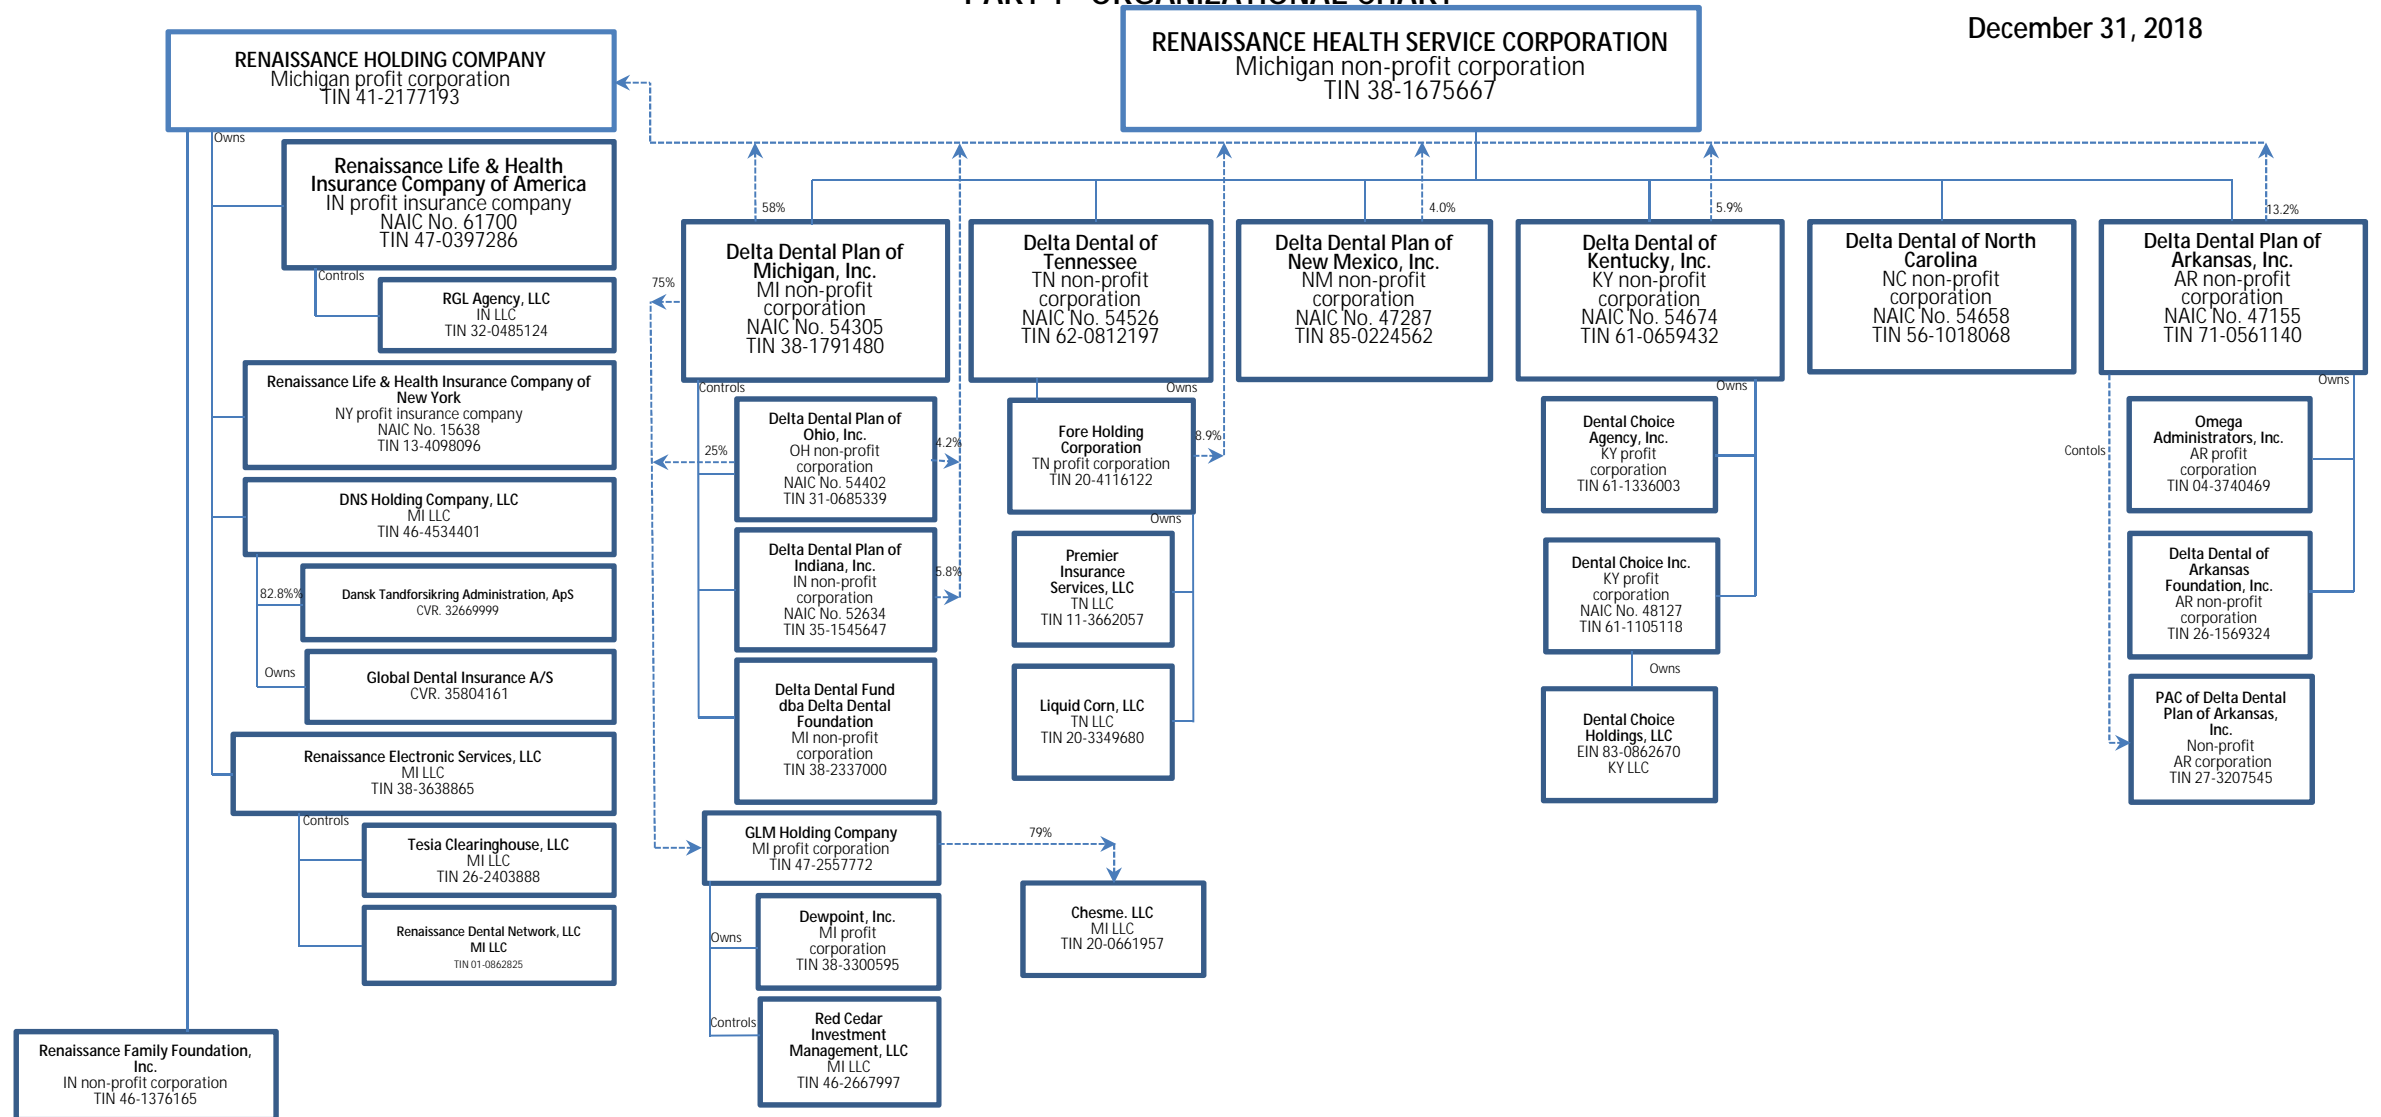 PART 1 - ORGANIZATIONAL CHART
December 31, 2018
RENAISSANCE HOLDING COMPANY
Michigan profit corporation
TIN 41-2177193
RENAISSANCE HEALTH SERVICE CORPORATION
Michigan non-profit corporation
TIN 38-1675667
Owns
Renaissance Life & Health
Insurance Company of America
IN profit insurance company
NAIC No. 61700
TIN 47-0397286
Controls
RGL Agency, LLC
IN LLC
TIN 32-0485124
Renaissance Life & Health Insurance Company of
New York
NY profit insurance company
NAIC No. 15638
TIN 13-4098096
DNS Holding Company, LLC
MI LLC
TIN 46-4534401
82.8%%
Dansk Tandforsikring Administration, ApS
CVR. 32669999
Owns
Global Dental Insurance A/S
CVR. 35804161
Renaissance Electronic Services, LLC
MI LLC
TIN 38-3638865
Controls
Tesia Clearinghouse, LLC
MI LLC
TIN 26-2403888
Renaissance Dental Network, LLC
MI LLC
TIN 01-0862825
Renaissance Family Foundation,
Inc.
IN non-profit corporation
TIN 46-1376165
58%
Delta Dental Plan of
Michigan, Inc.
MI non-profit
corporation
NAIC No. 54305
TIN 38-1791480
75%
Controls
Delta Dental Plan of
Ohio, Inc.
OH non-profit
corporation
NAIC No. 54402
TIN 31-0685339
25%
4.2%
Delta Dental Plan of
Indiana, Inc.
IN non-profit
corporation
NAIC No. 52634
TIN 35-1545647
5.8%
Delta Dental Fund
dba Delta Dental
Foundation
MI non-profit
corporation
TIN 38-2337000
GLM Holding Company
MI profit corporation
TIN 47-2557772
79%
Owns
Dewpoint, Inc.
MI profit
corporation
TIN 38-3300595
Controls
Red Cedar
Investment
Management, LLC
MI LLC
TIN 46-2667997
Chesme. LLC
MI LLC
TIN 20-0661957
Delta Dental of
Tennessee
TN non-profit
corporation
NAIC No. 54526
TIN 62-0812197
Owns
Fore Holding
Corporation
TN profit corporation
TIN 20-4116122
8.9%
Owns
Premier
Insurance
Services, LLC
TN LLC
TIN 11-3662057
Liquid Corn, LLC
TN LLC
TIN 20-3349680
4.0%
Delta Dental Plan of
New Mexico, Inc.
NM non-profit
corporation
NAIC No. 47287
TIN 85-0224562
5.9%
Delta Dental of
Kentucky, Inc.
KY non-profit
corporation
NAIC No. 54674
TIN 61-0659432
Owns
Dental Choice
Agency, Inc.
KY profit
corporation
TIN 61-1336003
Dental Choice Inc.
KY profit
corporation
NAIC No. 48127
TIN 61-1105118
Owns
Dental Choice
Holdings, LLC
EIN 83-0862670
KY LLC
Delta Dental of North
Carolina
NC non-profit
corporation
NAIC No. 54658
TIN 56-1018068
13.2%
Delta Dental Plan of
Arkansas, Inc.
AR non-profit
corporation
NAIC No. 47155
TIN 71-0561140
Owns
Contols
Omega
Administrators, Inc.
AR profit
corporation
TIN 04-3740469
Delta Dental of
Arkansas
Foundation, Inc.
AR non-profit
corporation
TIN 26-1569324
PAC of Delta Dental
Plan of Arkansas,
Inc.
Non-profit
AR corporation
TIN 27-3207545